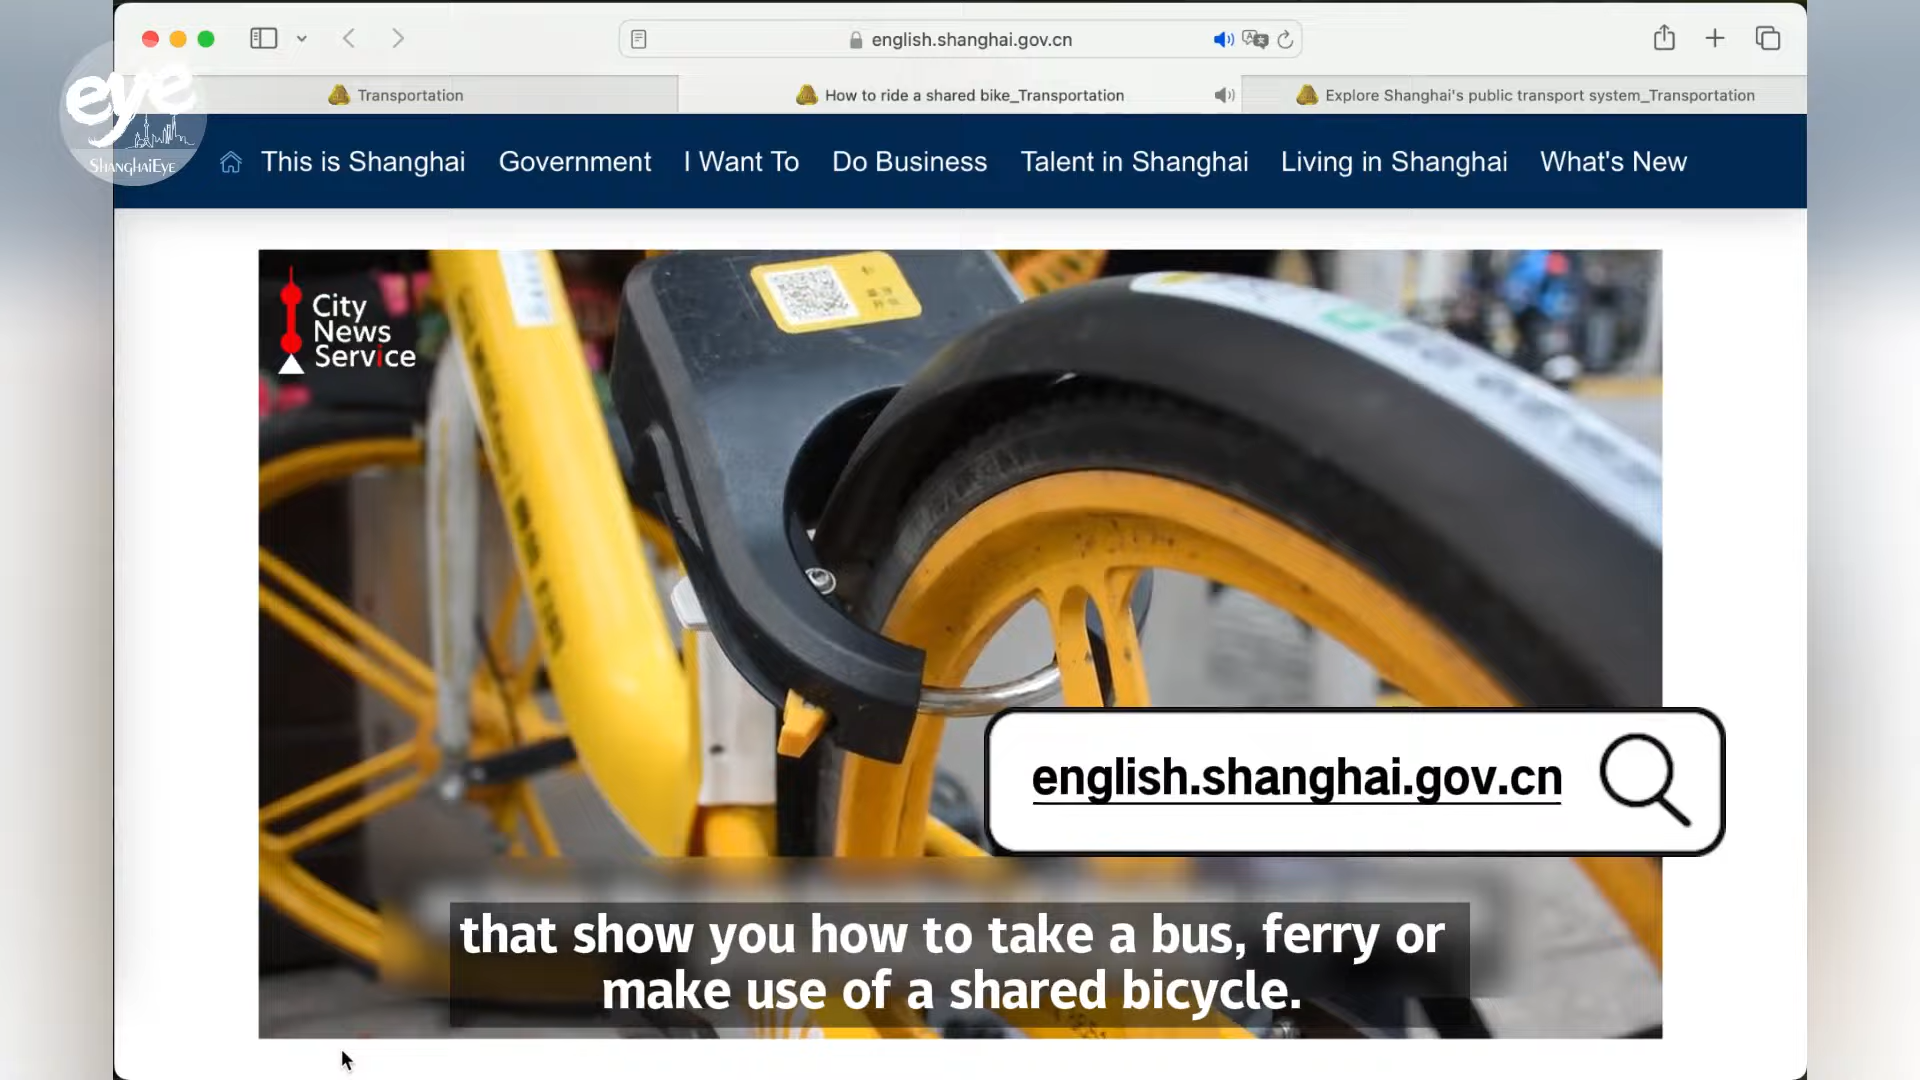 english.shanghai.gov.cn
Transportation
How to ride a shared bike_Transportation
Explore Shanghai's public transport system_Transportation
eye
SHANGHAIEYE
This is Shanghai
Government
I Want To
Do Business
Talent in Shanghai
Living in Shanghai
What's New
City
News
Service
english.shanghai.gov.cn
that show you how to take a bus, ferry or
make use of a shared bicycle.